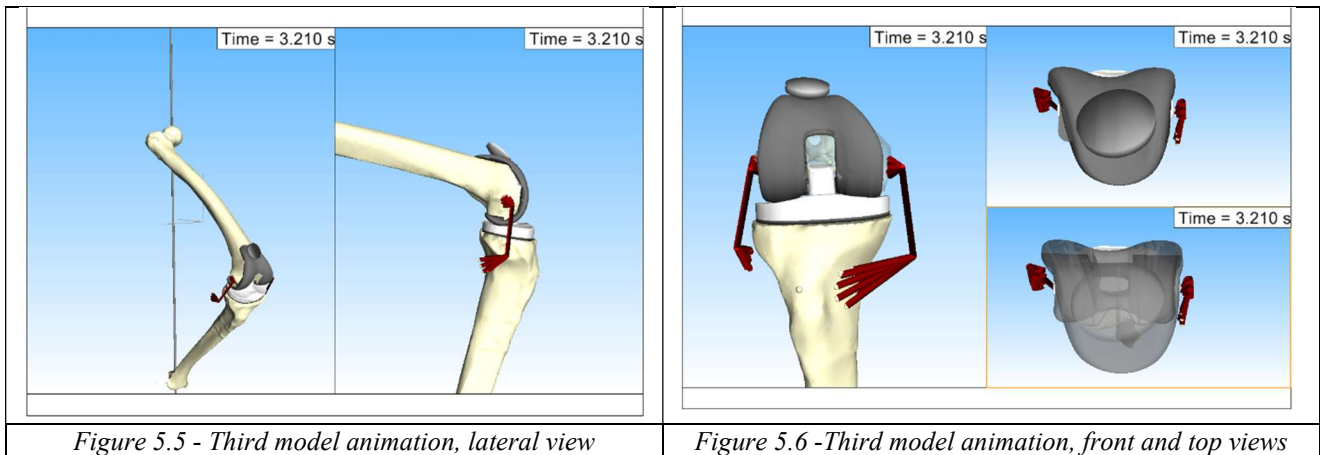 Time = 3.210 s
Time = 3.210 s
Time = 3.210 s
Time = 3.210 s
Time = 3.210 s
Figure 5.5 - Third model animation, lateral view
Figure 5.6 -Third model animation, front and top views